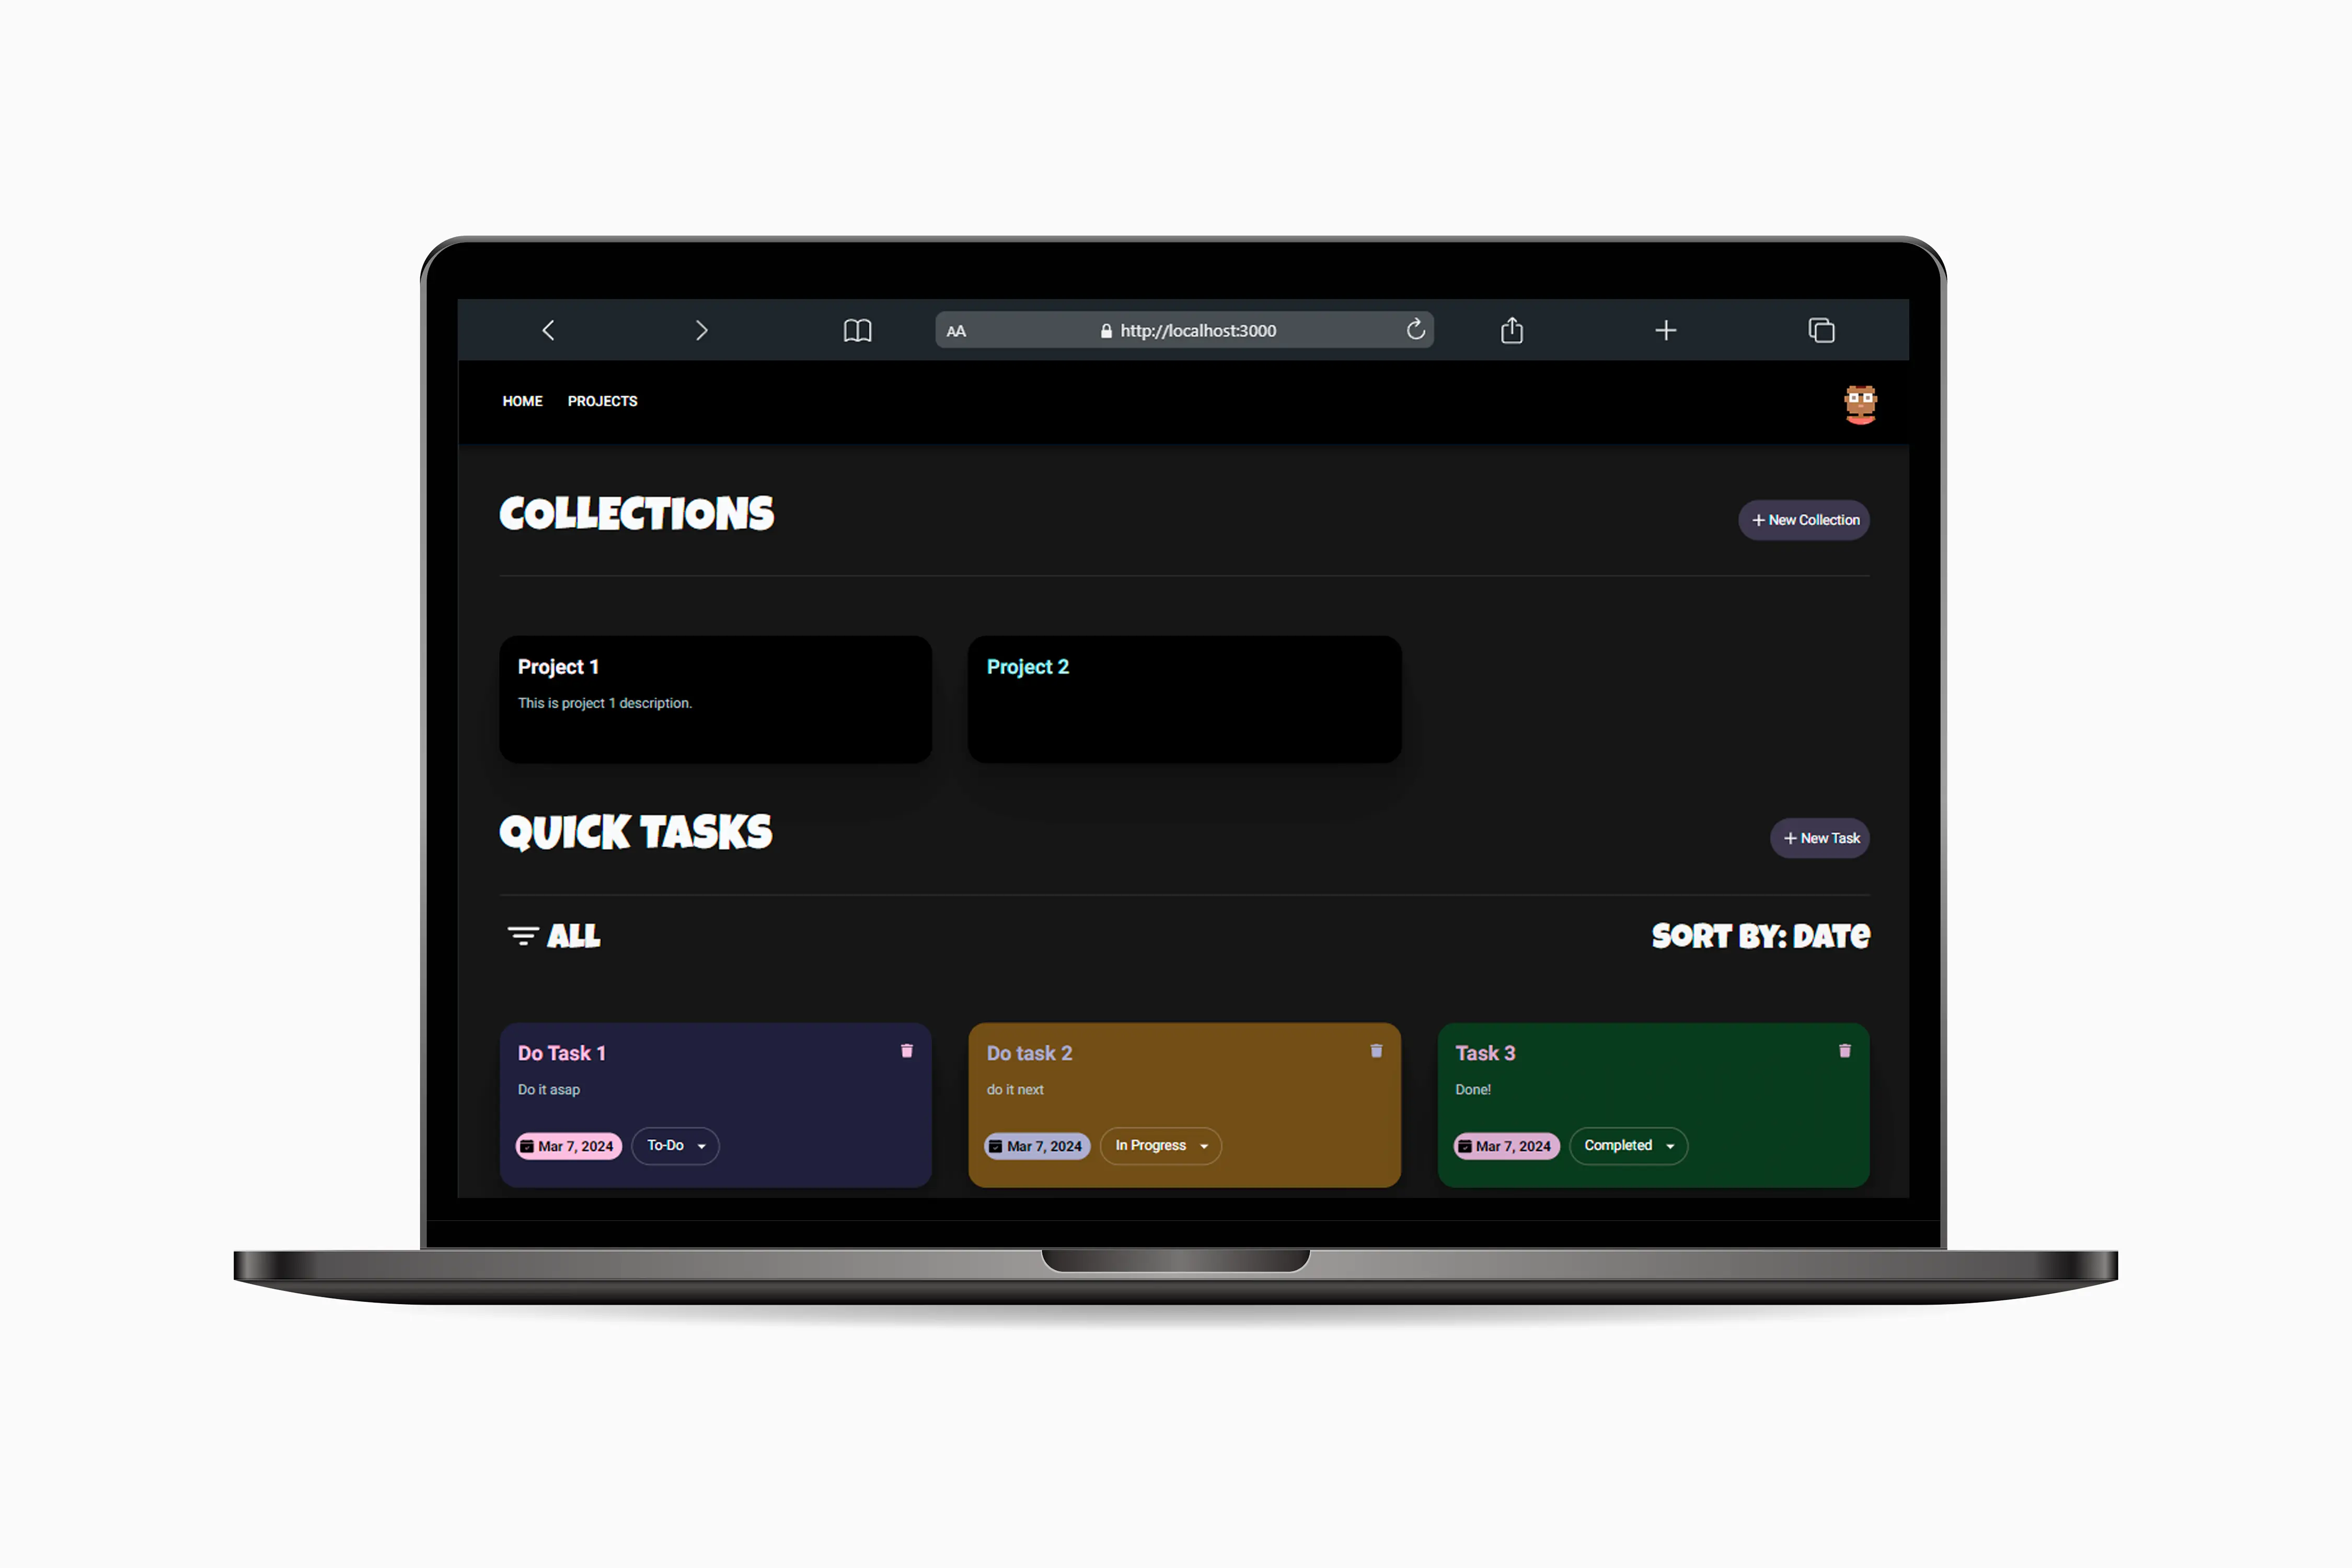 AA http://localhost:3000
HOME PROJECTS
COLLECTIONS
+ New Collection
Project 1
This is project 1 description.
Project 2
QUICK TASKS
+ New Task
ALL
SORT BY: DATE
Do Task 1
Do it asap
Mar 7, 2024 To-Do
Do task 2
do it next
Mar 7, 2024 In Progress
Task 3
Done!
Mar 7, 2024 Completed